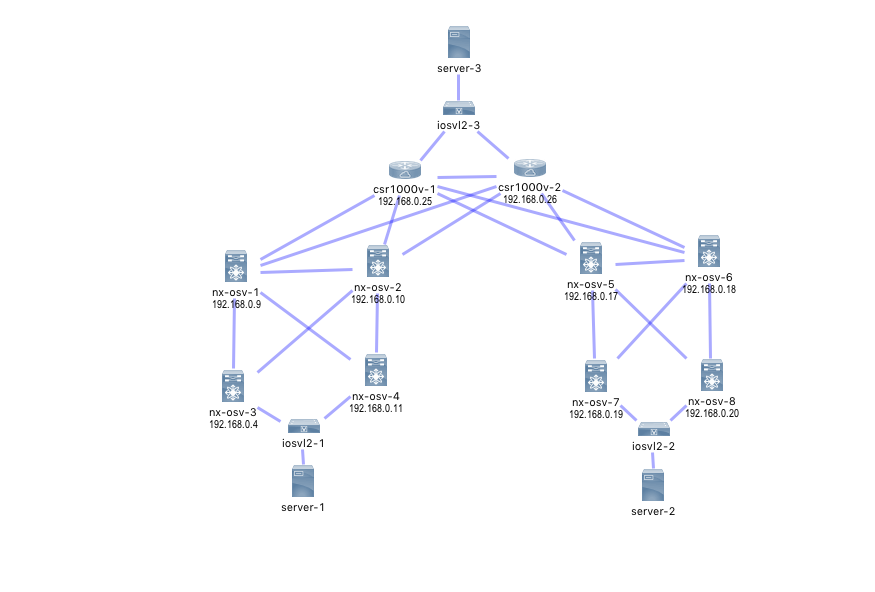 server-3
iosvl2-3
csr1000v-1
192.168.0.25
csr1000v-2
192.168.0.26
nx-osv-1
192.168.0.9
nx-osv-2
192.168.0.10
nx-osv-5
192.168.0.17
nx-osv-6
192.168.0.18
nx-osv-3
192.168.0.4
nx-osv-4
192.168.0.11
nx-osv-7
192.168.0.19
nx-osv-8
192.168.0.20
iosvl2-1
iosvl2-2
server-1
server-2